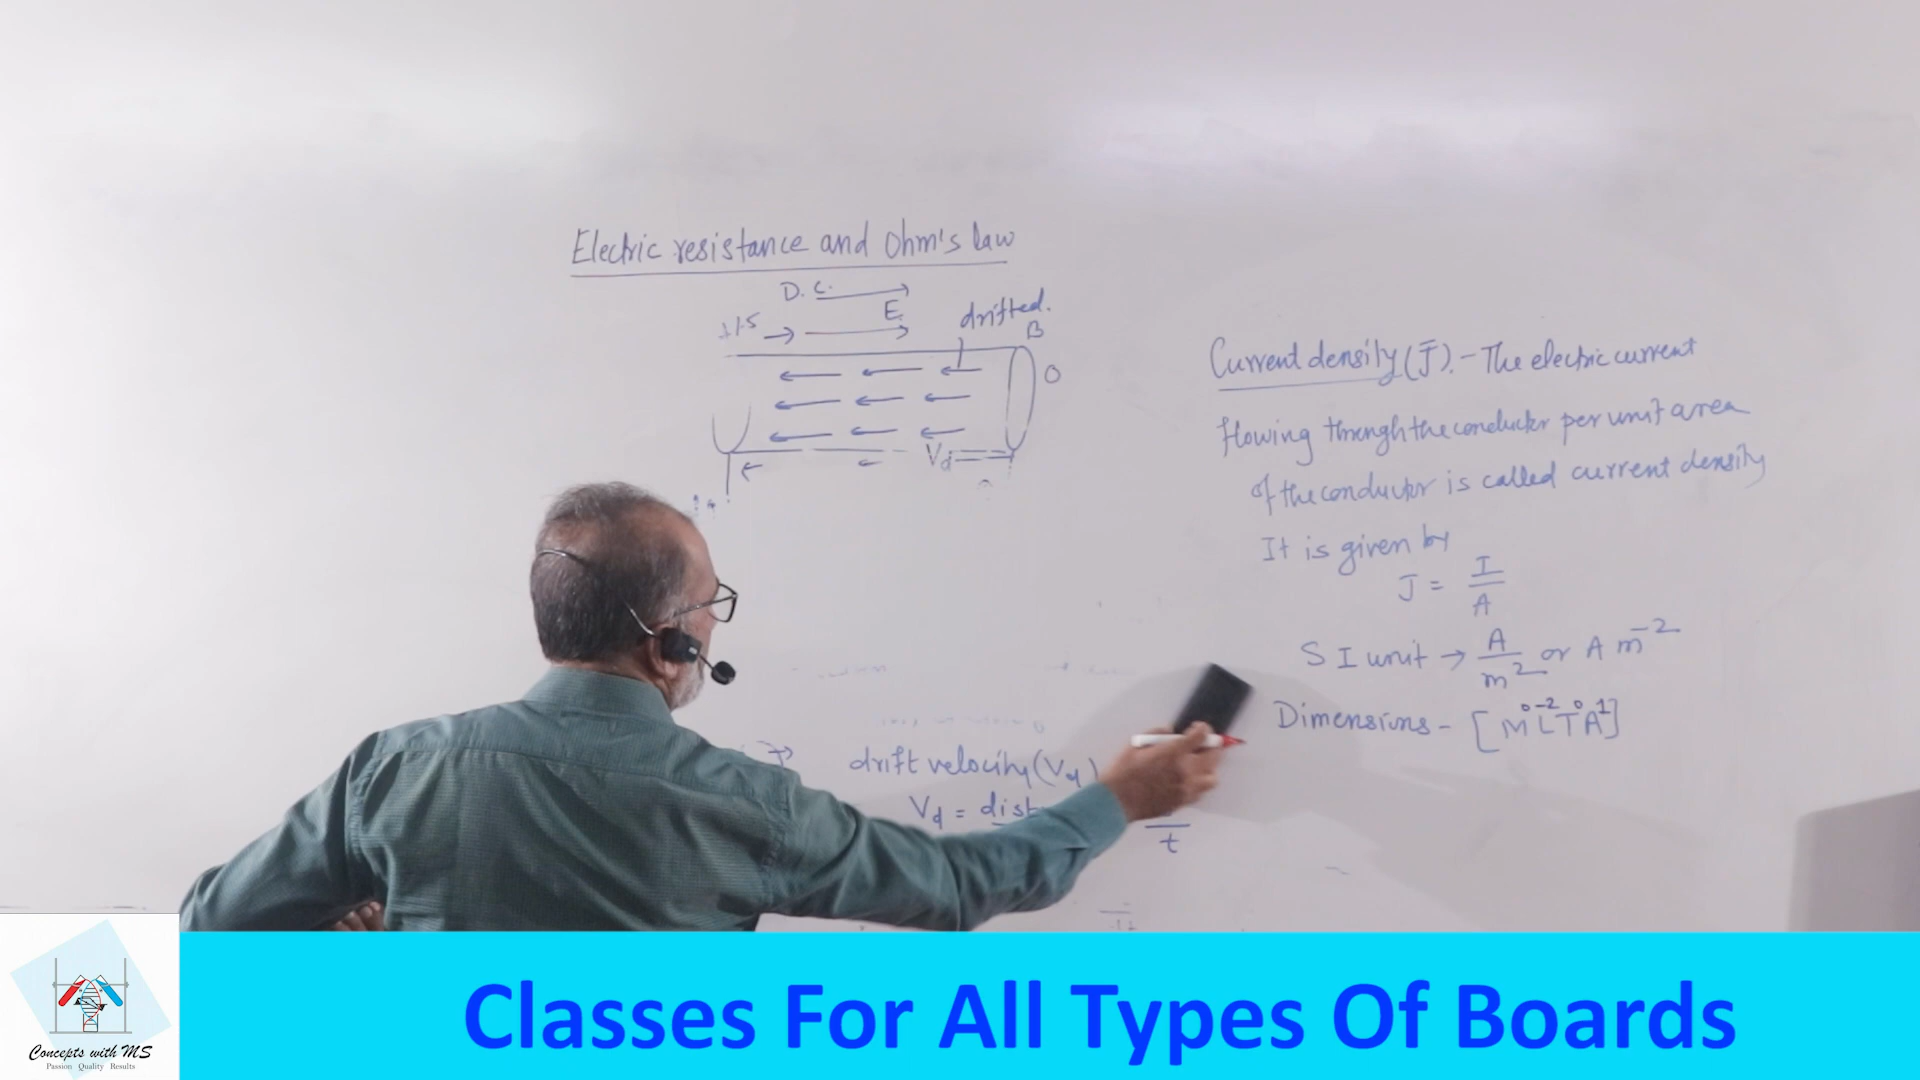 Electric resistance and Ohm's law
D.C.
E
drifted.
B
O
Vd
Current density (J̄). - The electric current
flowing through the conductor per unit area
of the conductor is called current density
It is given by
J = I/A
S I unit → A/m² or A m⁻²
Dimensions - [M⁰L⁻²T⁰A¹]
drift velocity (Vd)
Vd = dist
t
Classes For All Types Of Boards
Concepts with MS
Passion Quality Results